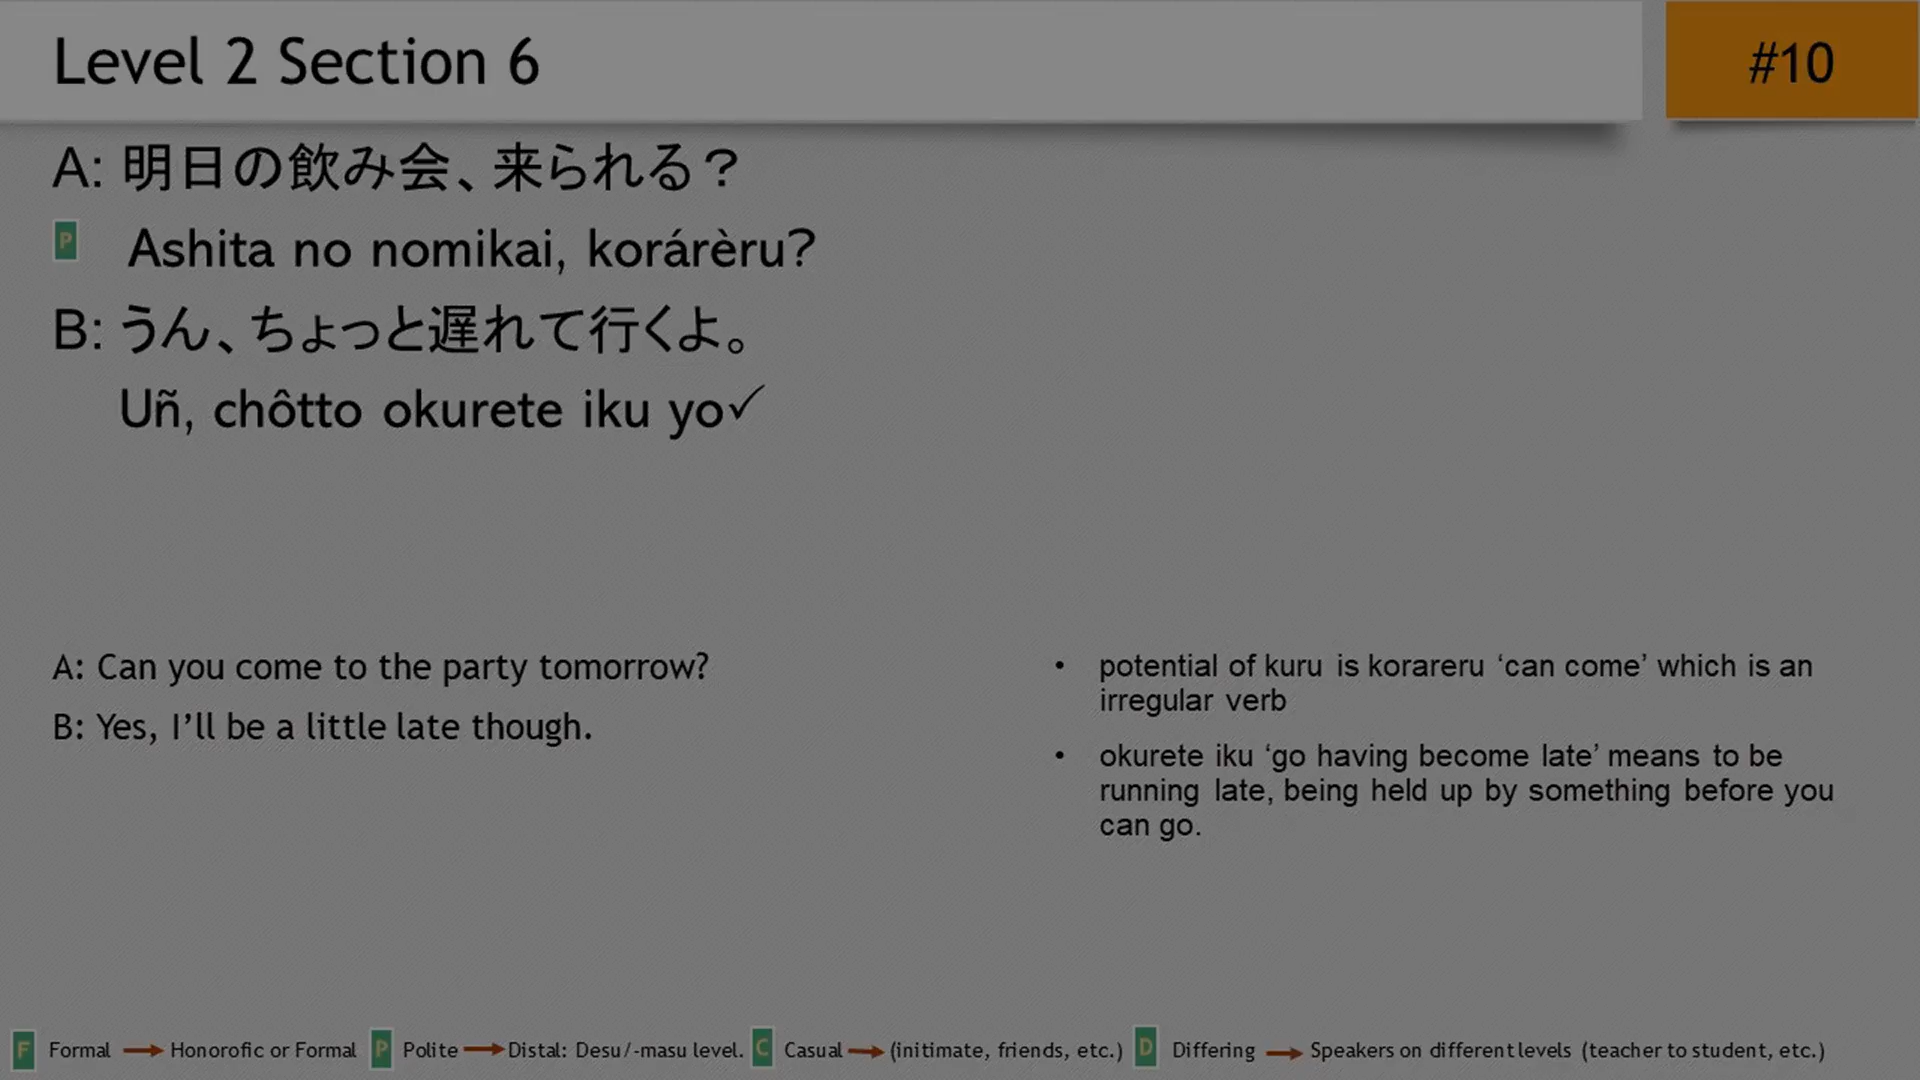 Level 2 Section 6
#10
A: 明日の飲み会、来られる？
P Ashita no nomikai, korárèru?
B: うん、ちょっと遅れて行くよ。
Uñ, chôtto okurete iku yo✓
A: Can you come to the party tomorrow?
B: Yes, I’ll be a little late though.
• potential of kuru is korareru ‘can come’ which is an
irregular verb
• okurete iku ‘go having become late’ means to be
running late, being held up by something before you
can go.
F Formal → Honorofic or Formal P Polite → Distal: Desu/-masu level. C Casual → (initimate, friends, etc.) D Differing → Speakers on different levels (teacher to student, etc.)